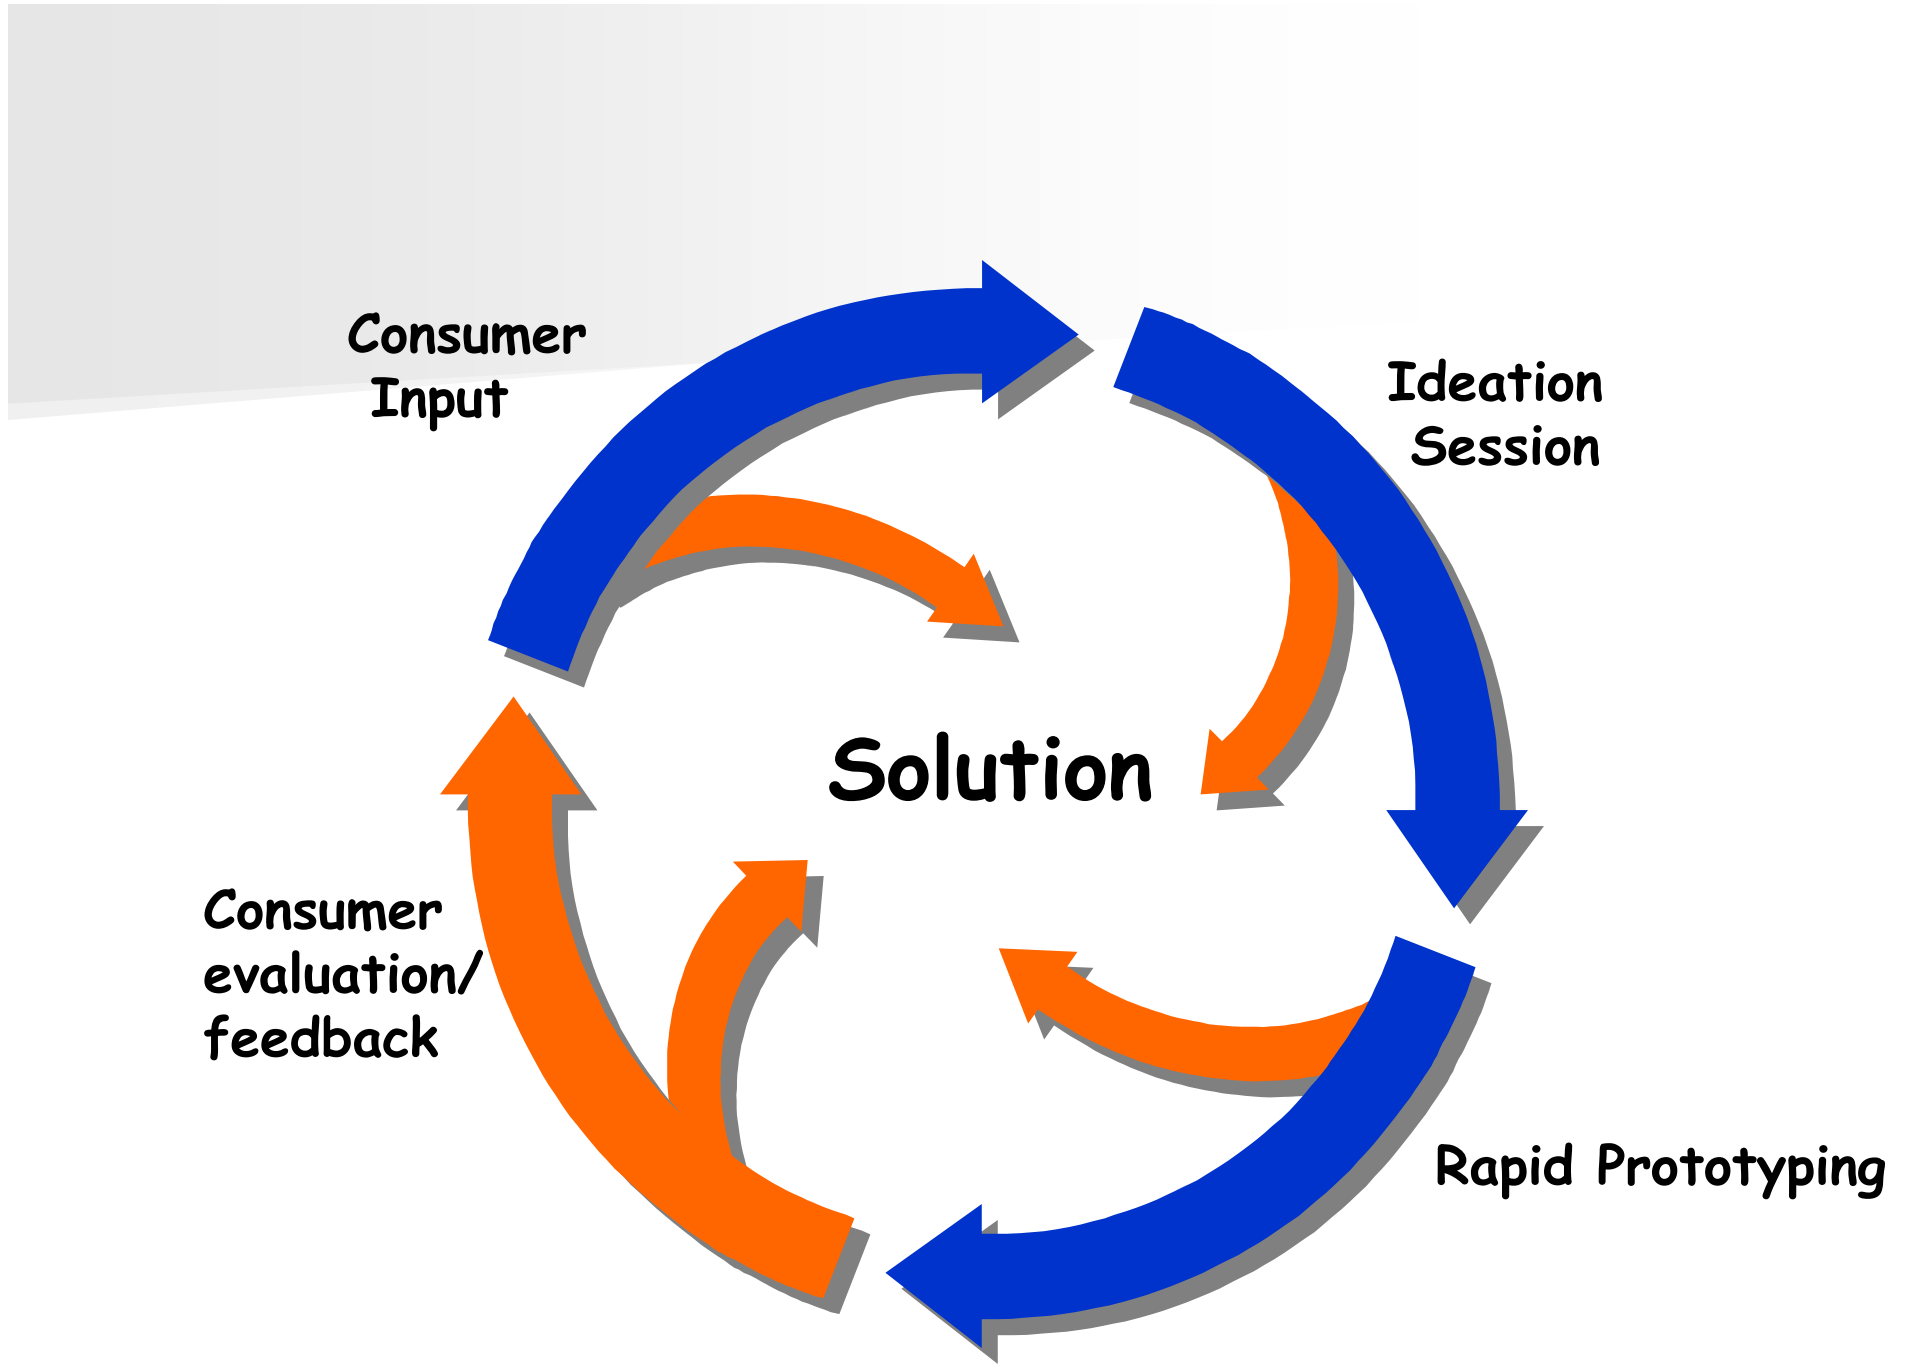 Consumer
Input
Ideation
Session
Solution
Consumer
evaluation/
feedback
Rapid Prototyping